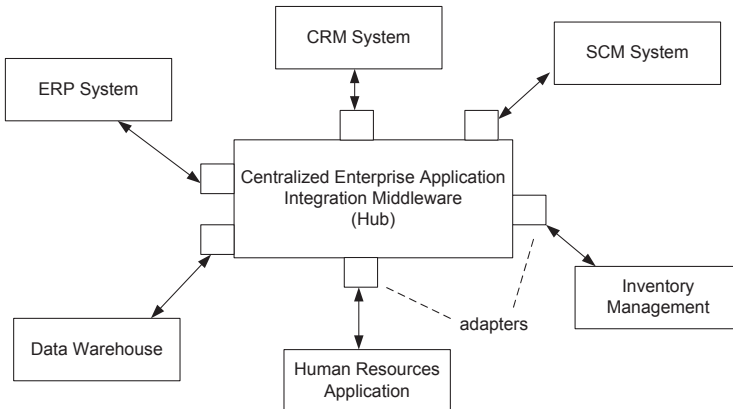 CRM System
SCM System
ERP System
Centralized Enterprise Application
Integration Middleware
(Hub)
Inventory
Management
adapters
Data Warehouse
Human Resources
Application